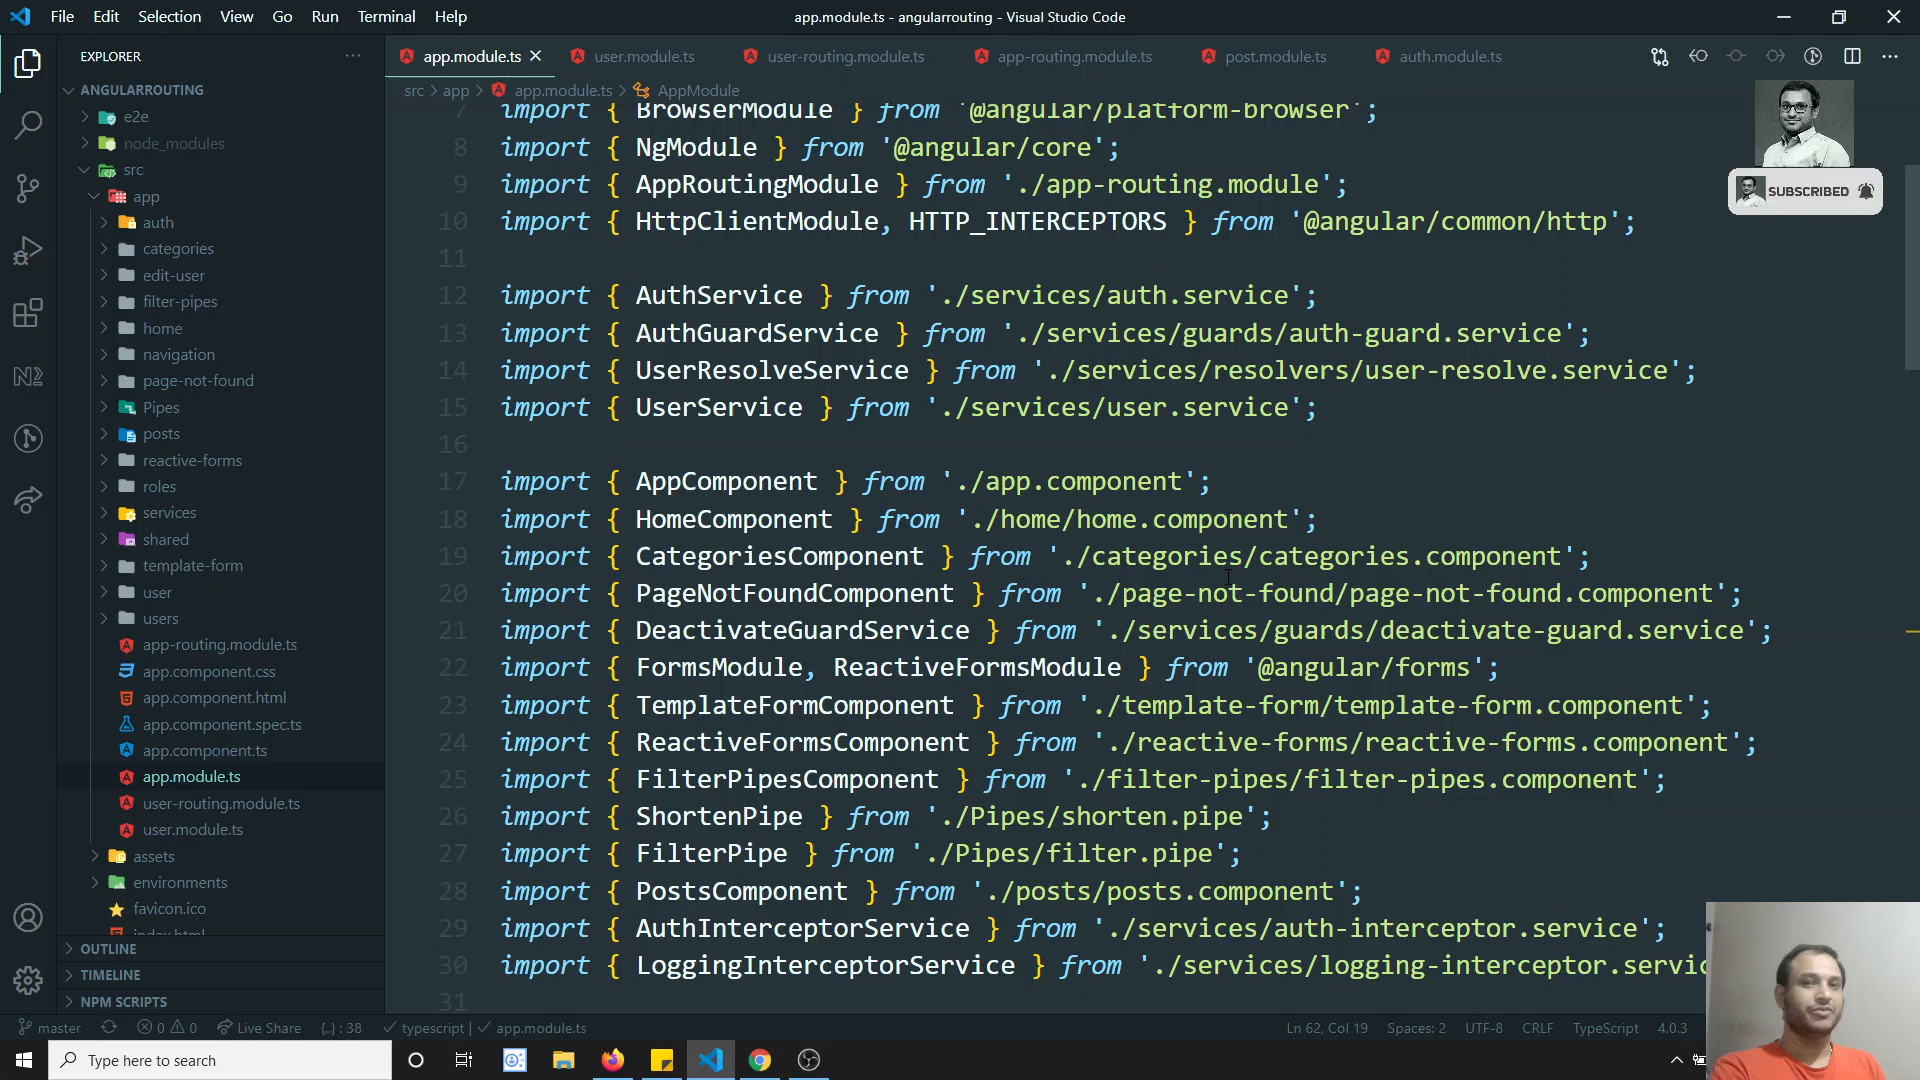 File Edit Selection View Go Run Terminal Help
app.module.ts - angularrouting - Visual Studio Code
EXPLORER
app.module.ts
user.module.ts
user-routing.module.ts
app-routing.module.ts
post.module.ts
auth.module.ts
src > app > app.module.ts > AppModule
ANGULARROUTING
e2e
node_modules
src
app
auth
categories
edit-user
filter-pipes
home
navigation
page-not-found
Pipes
posts
reactive-forms
roles
services
shared
template-form
user
users
app-routing.module.ts
app.component.css
app.component.html
app.component.spec.ts
app.component.ts
app.module.ts
user-routing.module.ts
user.module.ts
assets
environments
favicon.ico
index.html
OUTLINE
TIMELINE
NPM SCRIPTS
7 import { BrowserModule } from '@angular/platform-browser';
8 import { NgModule } from '@angular/core';
9 import { AppRoutingModule } from './app-routing.module';
10 import { HttpClientModule, HTTP_INTERCEPTORS } from '@angular/common/http';
11
12 import { AuthService } from './services/auth.service';
13 import { AuthGuardService } from './services/guards/auth-guard.service';
14 import { UserResolveService } from './services/resolvers/user-resolve.service';
15 import { UserService } from './services/user.service';
16
17 import { AppComponent } from './app.component';
18 import { HomeComponent } from './home/home.component';
19 import { CategoriesComponent } from './categories/categories.component';
20 import { PageNotFoundComponent } from './page-not-found/page-not-found.component';
21 import { DeactivateGuardService } from './services/guards/deactivate-guard.service';
22 import { FormsModule, ReactiveFormsModule } from '@angular/forms';
23 import { TemplateFormComponent } from './template-form/template-form.component';
24 import { ReactiveFormsComponent } from './reactive-forms/reactive-forms.component';
25 import { FilterPipesComponent } from './filter-pipes/filter-pipes.component';
26 import { ShortenPipe } from './Pipes/shorten.pipe';
27 import { FilterPipe } from './Pipes/filter.pipe';
28 import { PostsComponent } from './posts/posts.component';
29 import { AuthInterceptorService } from './services/auth-interceptor.service';
30 import { LoggingInterceptorService } from './services/logging-interceptor.servic
31
SUBSCRIBED
master 0 0 Live Share {..} : 38 typescript | app.module.ts
Ln 62, Col 19 Spaces: 2 UTF-8 CRLF TypeScript 4.0.3
Type here to search